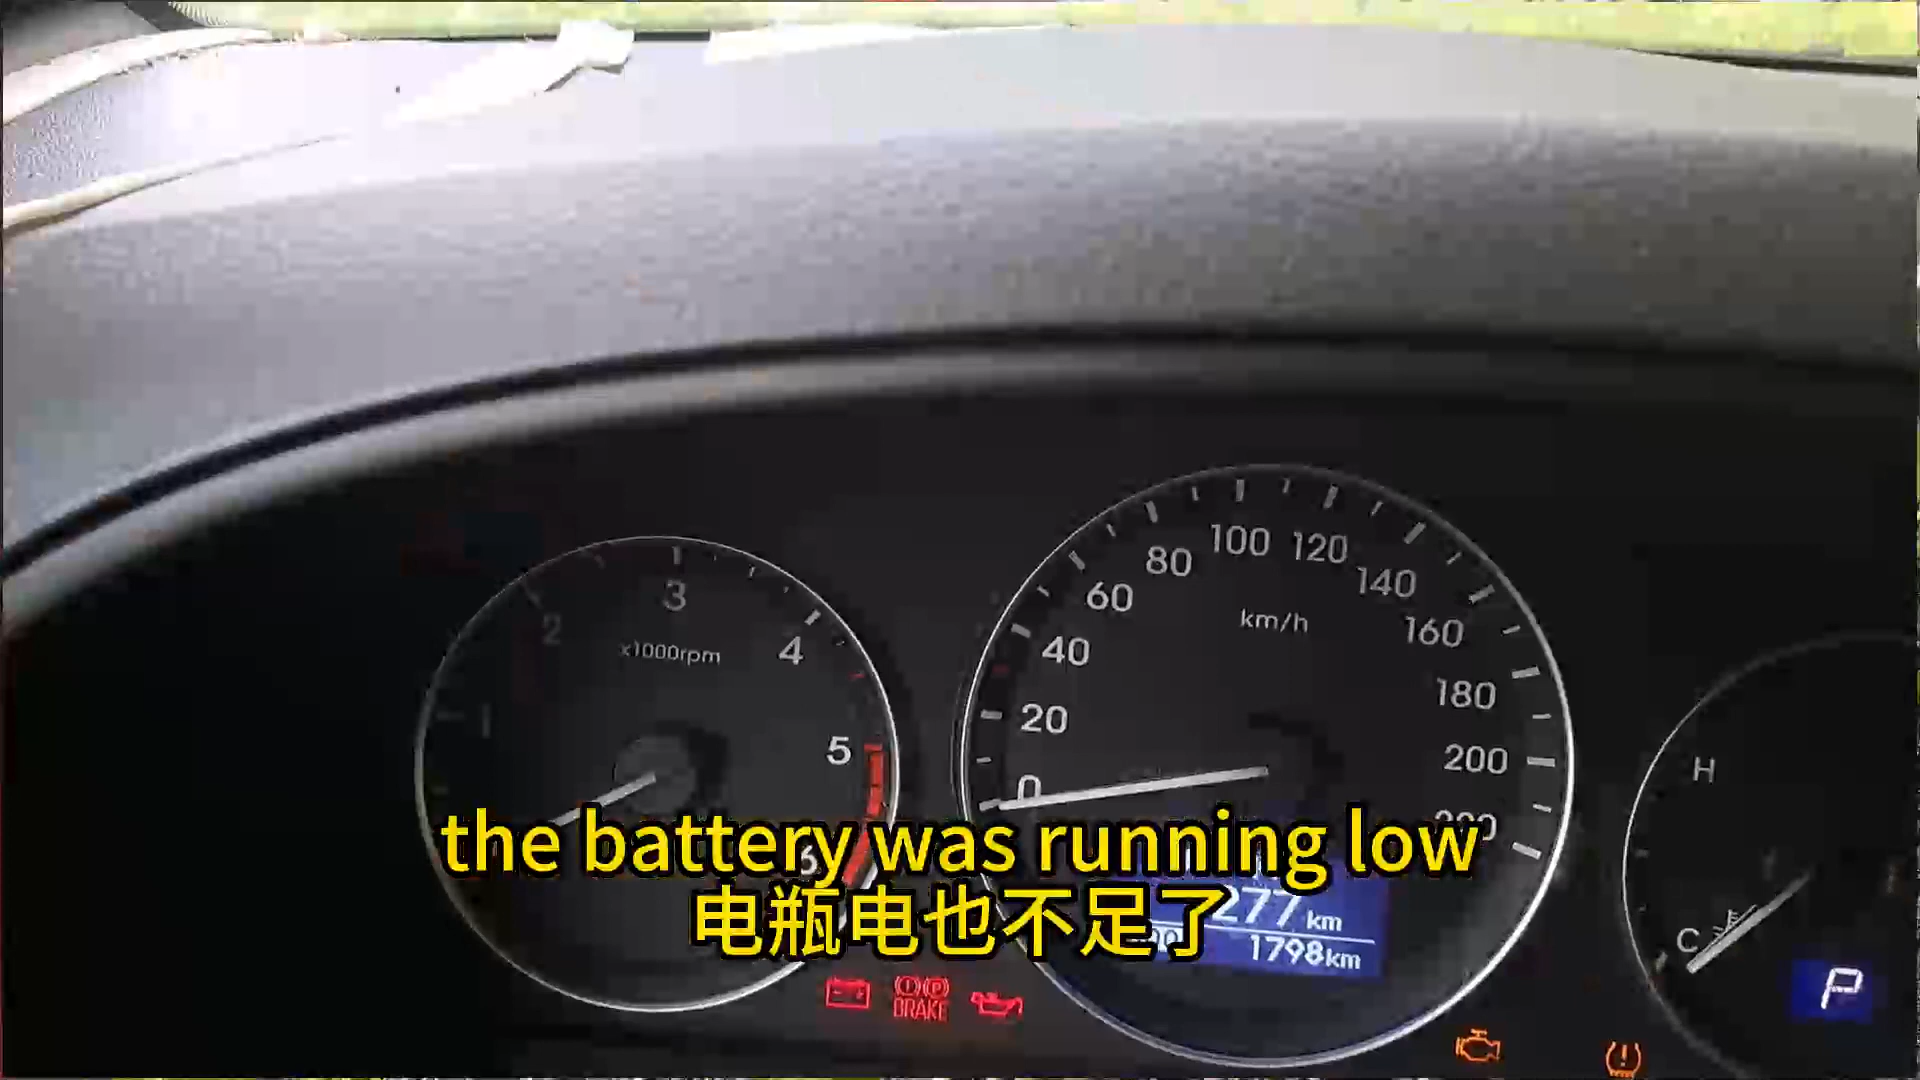 100 120
80
140
60
3
km/h
2
160
4
x1000rpm
40
180
1
20
5
200
H
0
the battery was running low
6
277 km
电瓶电也不足了
C
1798km
P
BRAKE